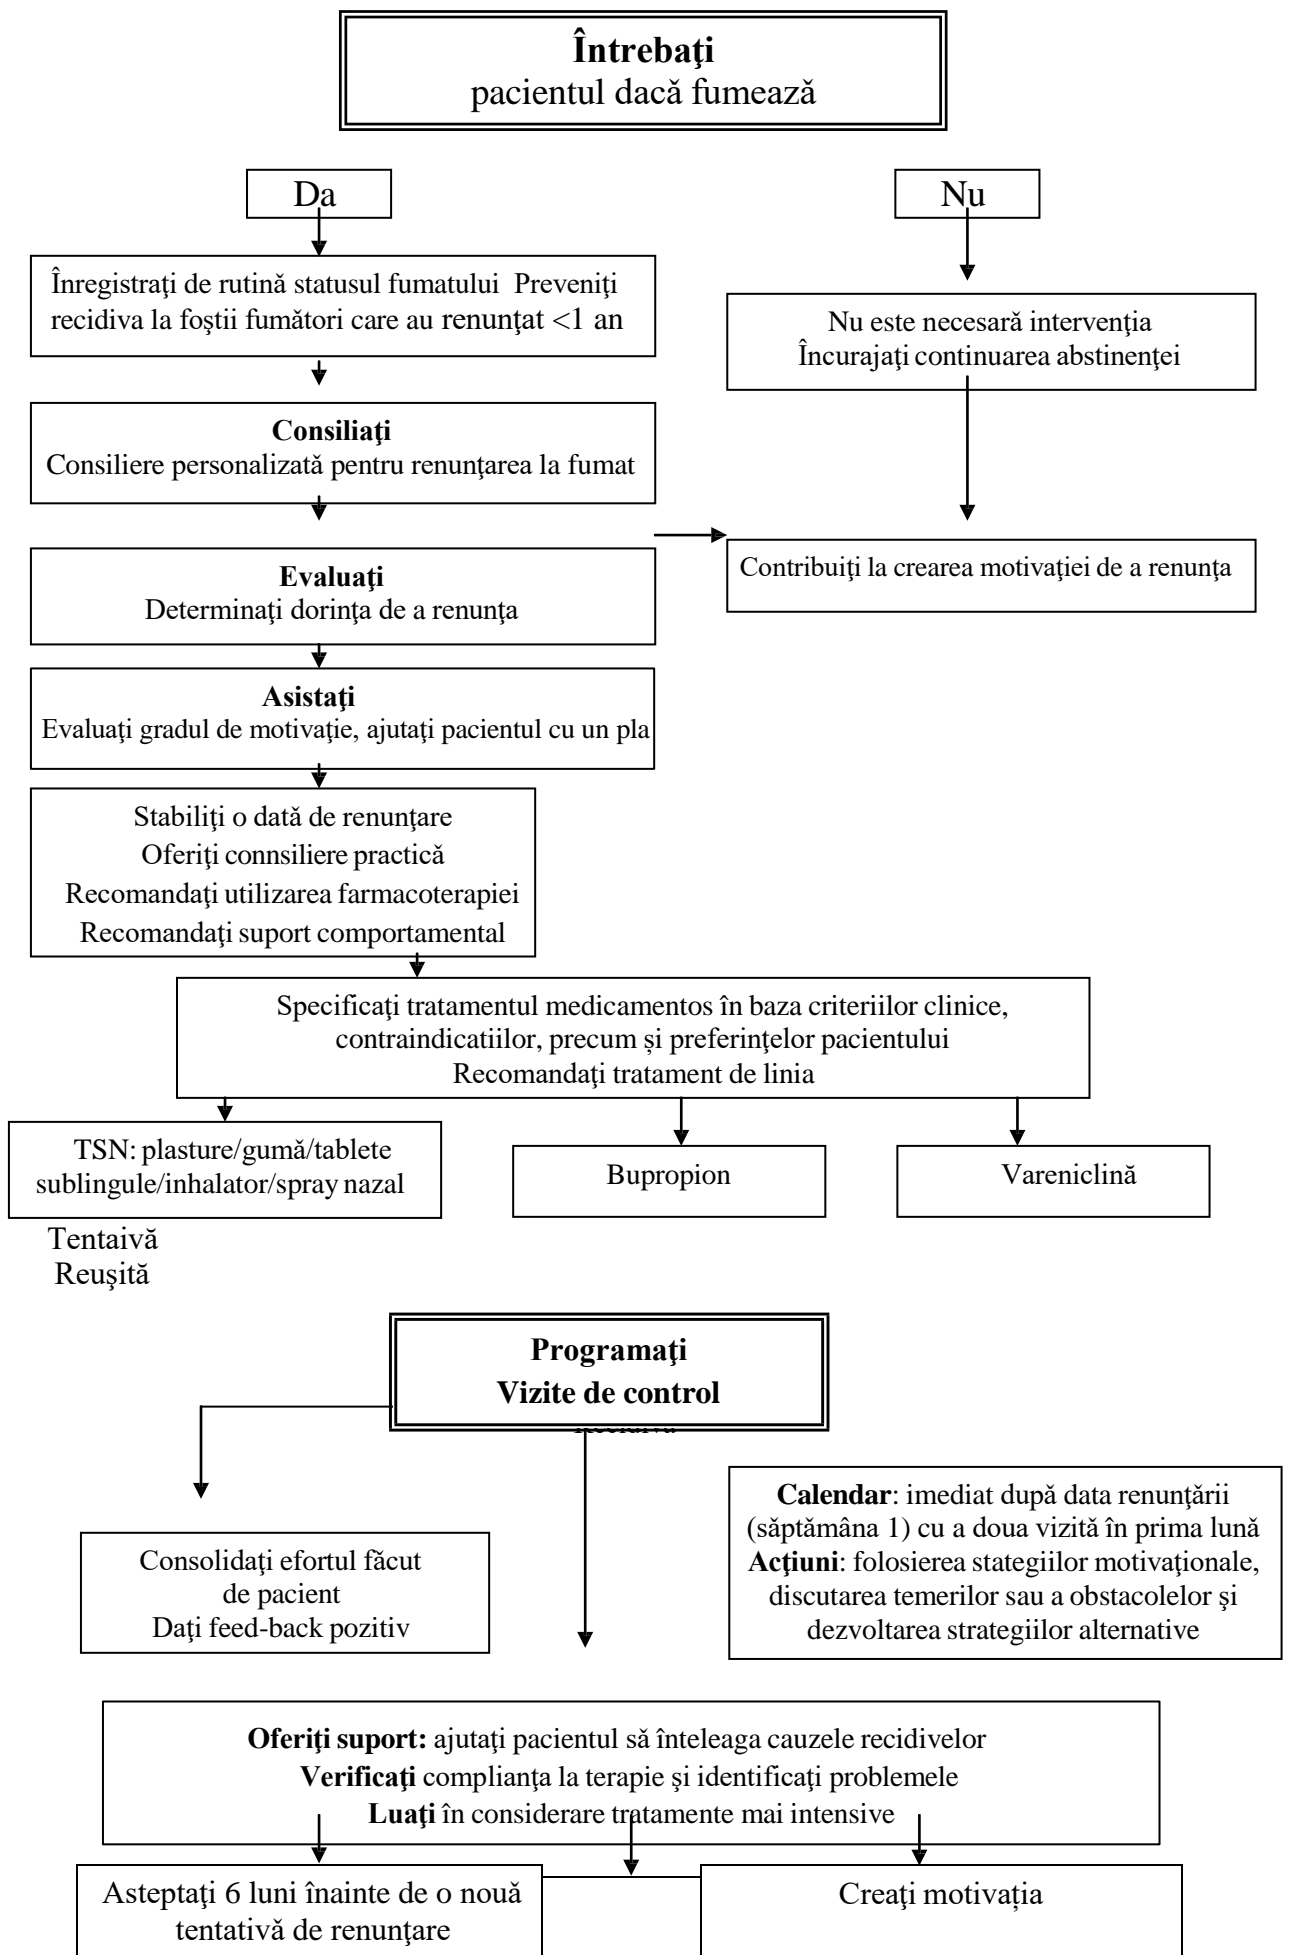 Întrebaţi
pacientul dacă fumează
Da
Nu
Înregistraţi de rutină statusul fumatului Preveniţi
recidiva la foştii fumători care au renunţat <1 an
Nu este necesară intervenţia
Încurajaţi continuarea abstinenţei
Consiliaţi
Consiliere personalizată pentru renunţarea la fumat
Evaluaţi
Determinaţi dorinţa de a renunţa
Contribuiţi la crearea motivaţiei de a renunţa
Asistaţi
Evaluaţi gradul de motivaţie, ajutaţi pacientul cu un pla
Stabiliţi o dată de renunţare
Oferiţi connsiliere practică
Recomandaţi utilizarea farmacoterapiei
Recomandaţi suport comportamental
Specificaţi tratamentul medicamentos în baza criteriilor clinice,
contraindicatiilor, precum și preferinţelor pacientului
Recomandaţi tratament de linia
TSN: plasture/gumă/tablete
sublingule/inhalator/spray nazal
Bupropion
Vareniclină
Tentaivă
Reuşită
Programaţi
Vizite de control
Calendar: imediat după data renunţării
(săptămâna 1) cu a doua vizită în prima lună
Acţiuni: folosierea stategiilor motivaţionale,
discutarea temerilor sau a obstacolelor şi
dezvoltarea strategiilor alternative
Consolidaţi efortul făcut
de pacient
Daţi feed-back pozitiv
Oferiţi suport: ajutaţi pacientul să înteleaga cauzele recidivelor
Verificaţi complianţa la terapie şi identificaţi problemele
Luaţi în considerare tratamente mai intensive
Asteptaţi 6 luni înainte de o nouă
tentativă de renunţare
Creaţi motivația